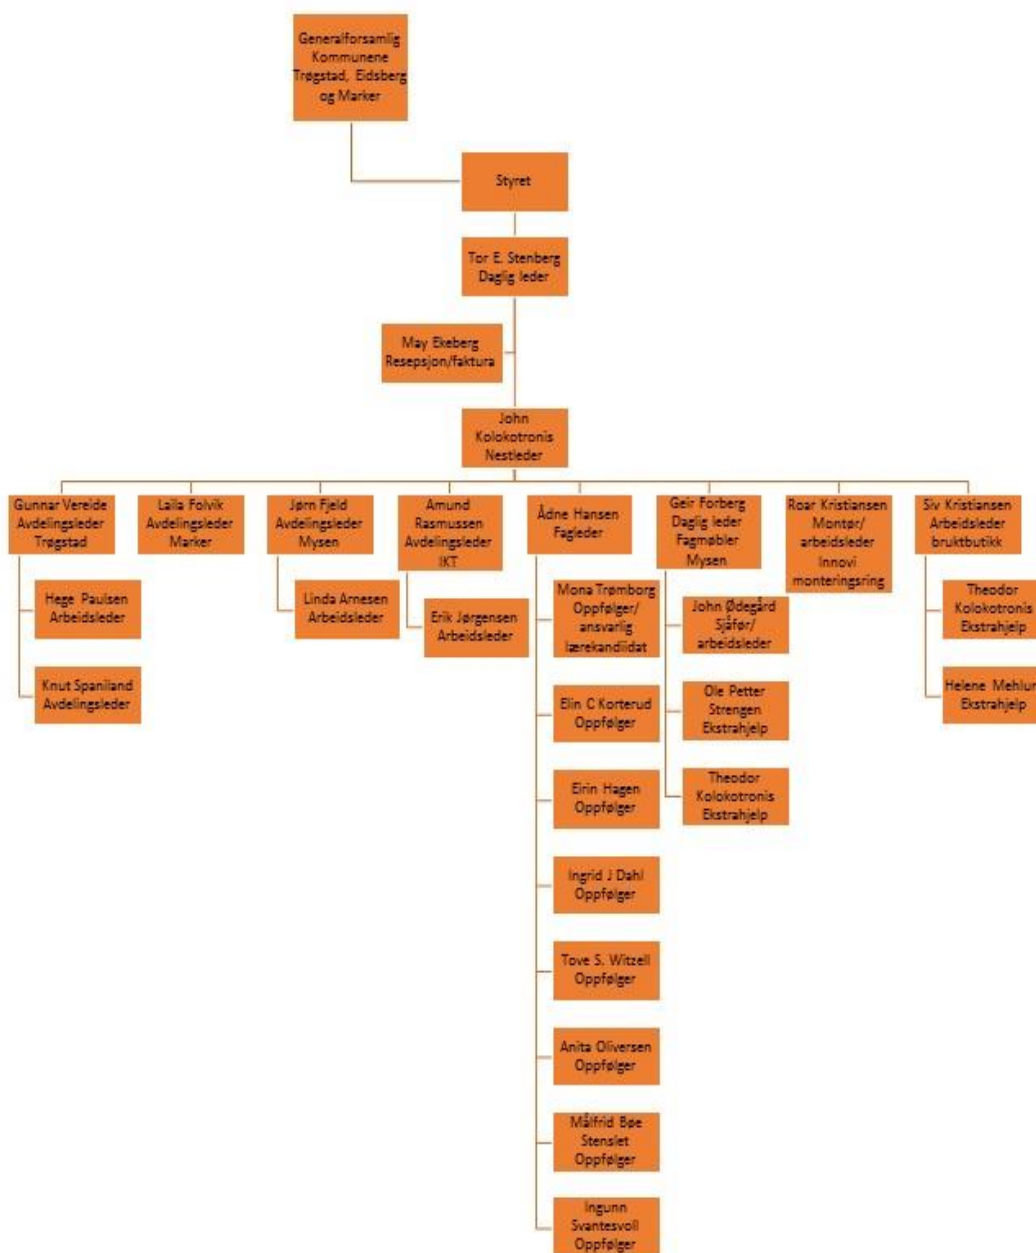 Generalforsamlig
Kommunene
Trøgstad, Eidsberg
og Marker
Styret
Tor E. Stenberg
Daglig leder
May Ekeberg
Resepsjon/faktura
John
Kolokotronis
Nestleder
Gunnar Vereide
Avdelingsleder
Trøgstad
Hege Paulsen
Arbeidsleder
Knut Spaniland
Avdelingsleder
Laila Folvik
Avdelingsleder
Marker
Jørn Fjeld
Avdelingsleder
Mysen
Linda Arnesen
Arbeidsleder
Amund
Rasmussen
Avdelingsleder
IKT
Erik Jørgensen
Arbeidsleder
Ådne Hansen
Fagleder
Mona Trømborg
Oppfølger/
ansvarlig
lærekandiidat
Elin C Korterud
Oppfølger
Eirin Hagen
Oppfølger
Ingrid J Dahl
Oppfølger
Tove S. Witzell
Oppfølger
Anita Oliversen
Oppfølger
Målfrid Bøe
Stenslet
Oppfølger
Ingunn
Svantesvoll
Oppfølger
Geir Forberg
Daglig leder
Fagmøbler
Mysen
John Ødegård
Sjåfør/
arbeidsleder
Ole Petter
Strengen
Ekstrahjelp
Theodor
Kolokotronis
Ekstrahjelp
Roar Kristiansen
Montør/
arbeidsleder
Innovi
monteringsring
Siv Kristiansen
Arbeidsleder
bruktbutikk
Theodor
Kolokotronis
Ekstrahjelp
Helene Mehlum
Ekstrahjelp